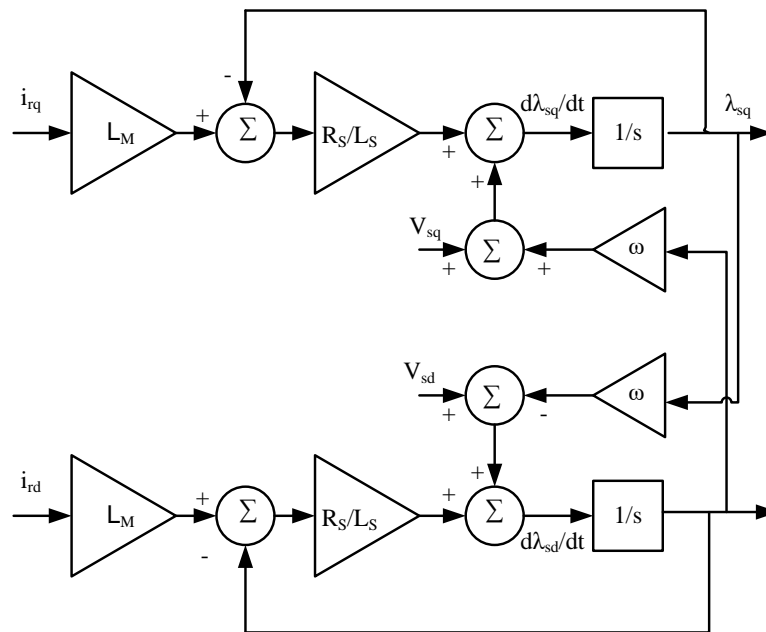 -
i_rq
+
L_M
Σ
R_S/L_S
+
Σ
dλ_sq/dt
1/s
λ_sq
+
V_sq
+
Σ
+
ω
V_sd
+
Σ
-
ω
i_rd
+
L_M
Σ
-
R_S/L_S
+
+
Σ
dλ_sd/dt
1/s